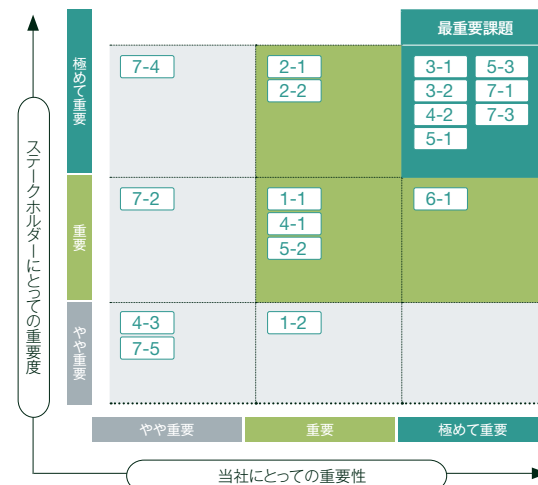 最重要課題
極めて重要
7-4
2-1
2-2
3-1 5-3
3-2 7-1
4-2 7-3
5-1
ステークホルダーにとっての重要度
重要
7-2
1-1
4-1
5-2
6-1
やや重要
4-3
7-5
1-2
やや重要 重要 極めて重要
当社にとっての重要性